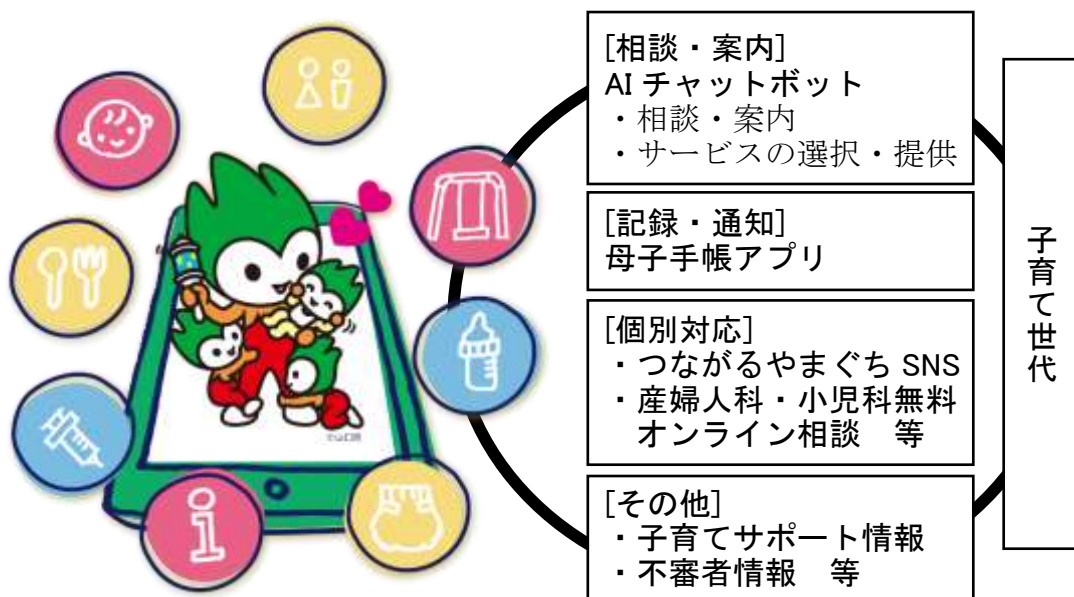 [相談・案内]
AI チャットボット
・相談・案内
・サービスの選択・提供
[記録・通知]
母子手帳アプリ
[個別対応]
・つながるやまぐち SNS
・産婦人科・小児科無料
オンライン相談 等
[その他]
・子育てサポート情報
・不審者情報 等
子育て世代